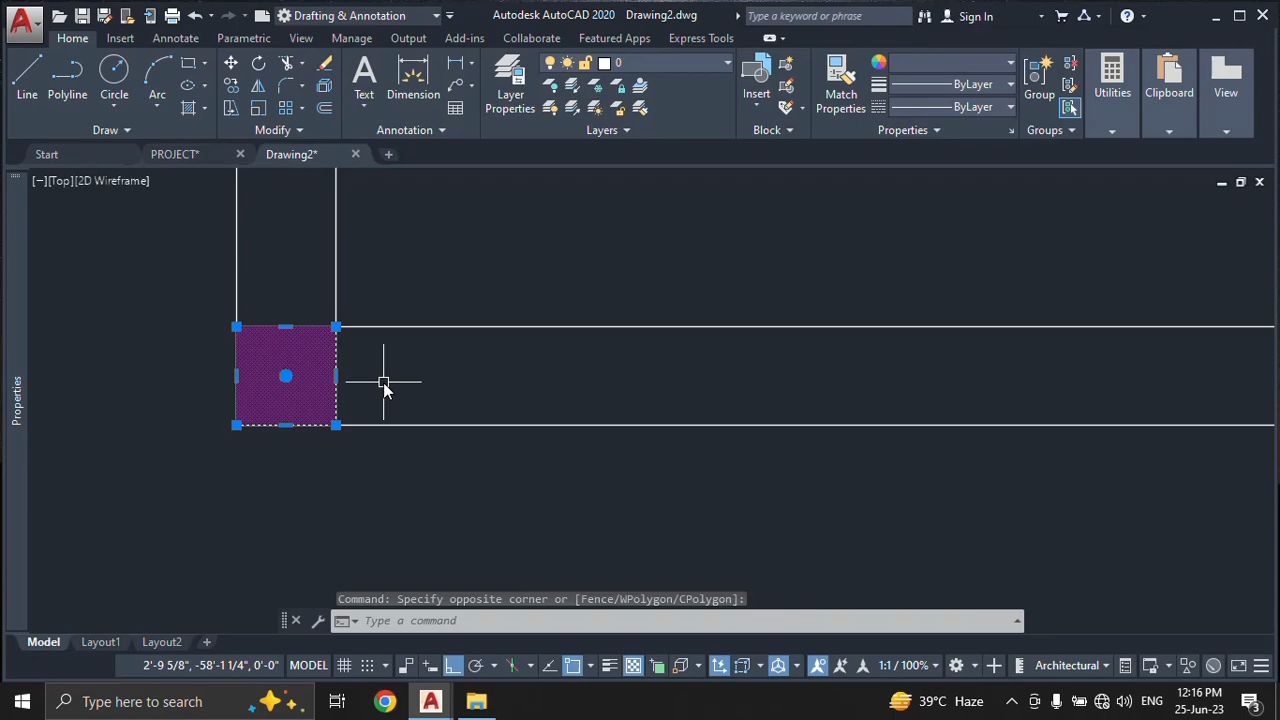 Drafting & Annotation
Autodesk AutoCAD 2020 Drawing2.dwg
Type a keyword or phrase
Sign In
Home Insert Annotate Parametric View Manage Output Add-ins Collaborate Featured Apps Express Tools
Line Polyline Circle Arc
Draw
Modify
Text Dimension
Annotation
Layer Properties
0
Layers
Insert
Block
Match Properties
ByLayer
ByLayer
Properties
Group
Groups
Utilities
Clipboard
View
Start PROJECT* Drawing2*
[−][Top][2D Wireframe]
Properties
Command: Specify opposite corner or [Fence/WPolygon/CPolygon]:
Type a command
Model Layout1 Layout2
2'-9 5/8", -58'-1 1/4", 0'-0" MODEL 1:1 / 100% Architectural
Type here to search
39°C Haze
ENG
12:16 PM
25-Jun-23
3